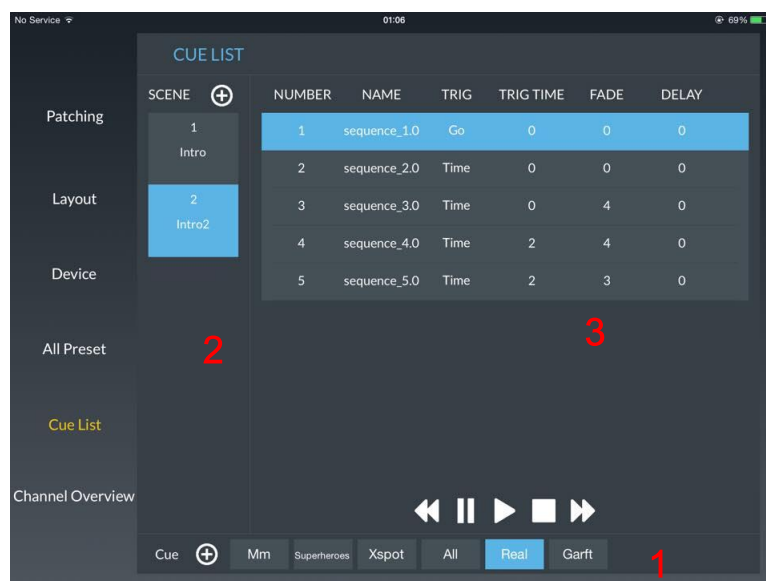 No Service 01:06 69%
CUE LIST
SCENE NUMBER NAME TRIG TRIG TIME FADE DELAY
Patching
Layout
Device
All Preset
Cue List
Channel Overview
1
Intro
2
Intro2
1 sequence_1.0 Go 0 0 0
2 sequence_2.0 Time 0 0 0
3 sequence_3.0 Time 0 4 0
4 sequence_4.0 Time 2 4 0
5 sequence_5.0 Time 2 3 0
2
3
Cue Mm Superheroes Xspot All Real Garft
1